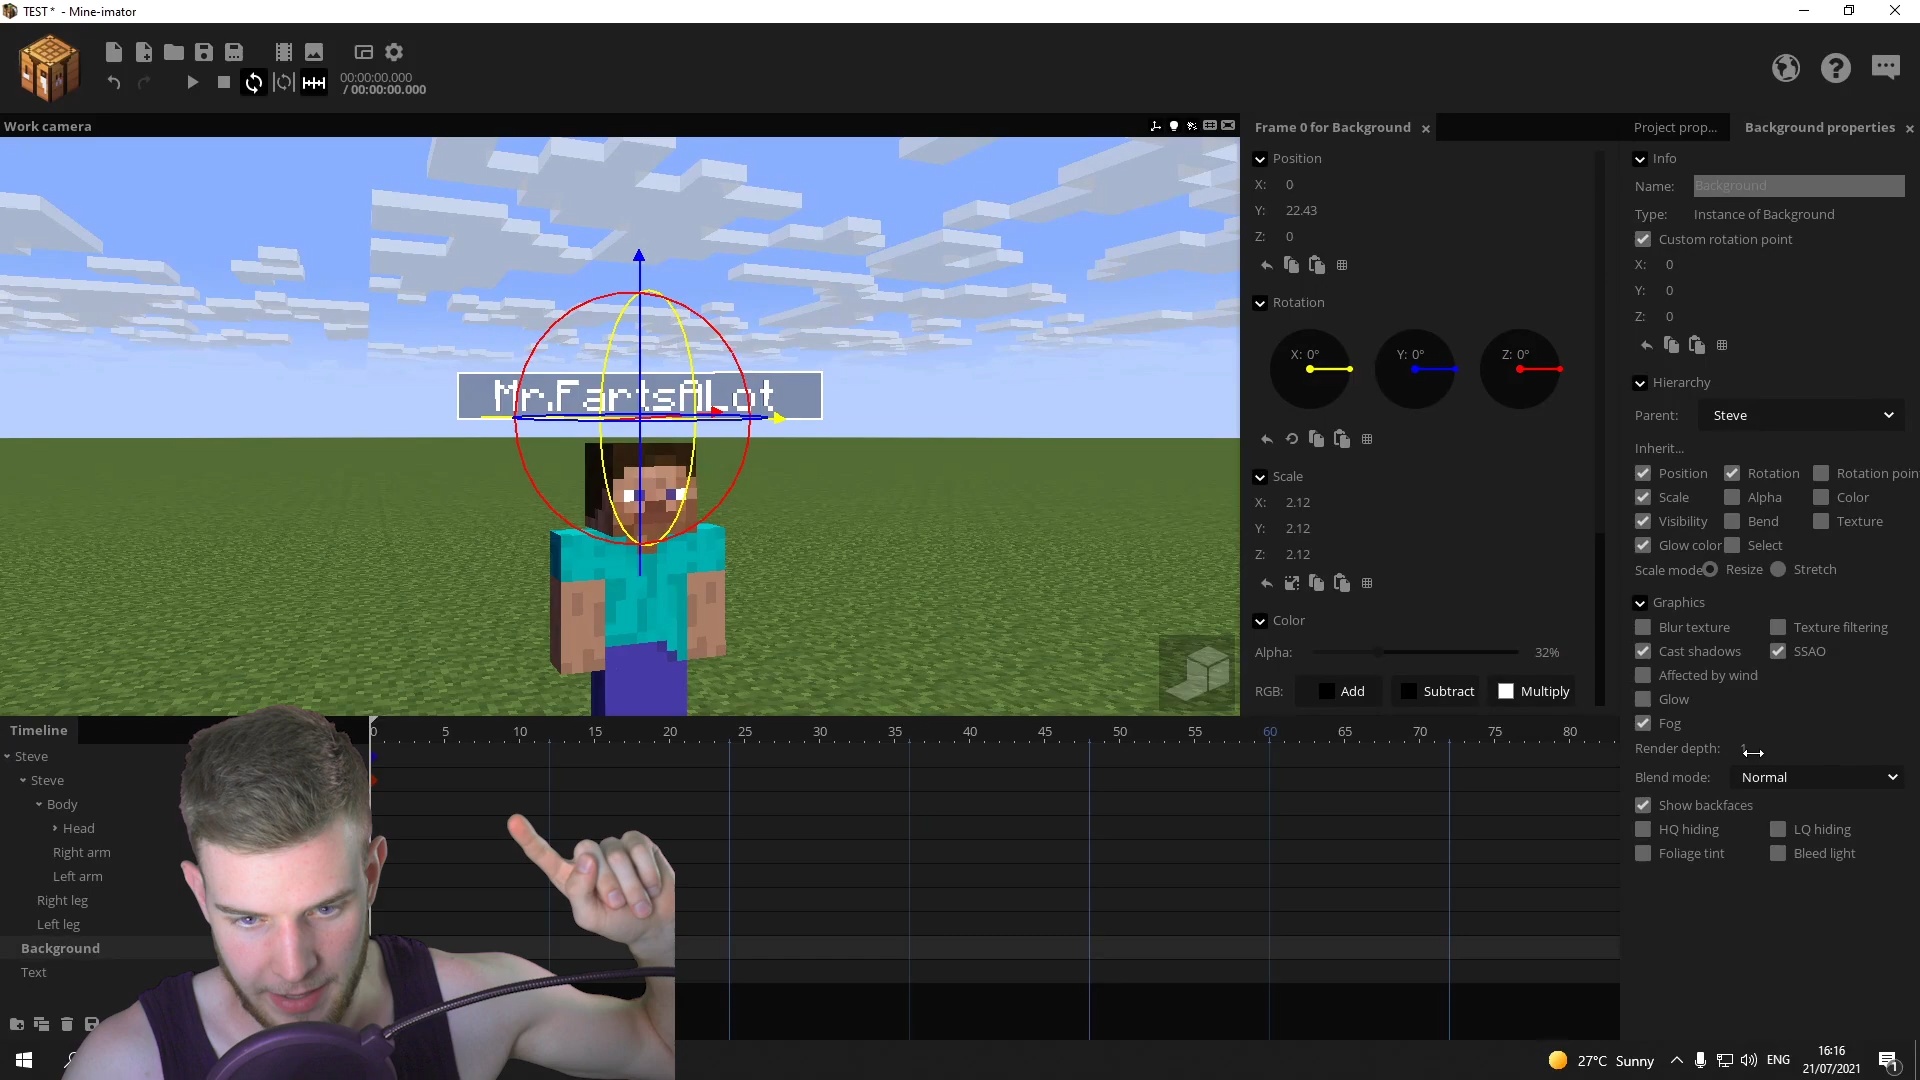 TEST * - Mine-imator
00:00:00.000
/ 00:00:00.000
Work camera
Mr.FartsALot
Frame 0 for Background
Position
X: 0
Y: 22.43
Z: 0
Rotation
X: 0° Y: 0° Z: 0°
Scale
X: 2.12
Y: 2.12
Z: 2.12
Color
Alpha: 32%
RGB: Add Subtract Multiply
Project prop... Background properties
Info
Name: Background
Type: Instance of Background
Custom rotation point
X: 0
Y: 0
Z: 0
Hierarchy
Parent: Steve
Inherit...
Position Rotation Rotation poin
Scale Alpha Color
Visibility Bend Texture
Glow color Select
Scale mode Resize Stretch
Graphics
Blur texture Texture filtering
Cast shadows SSAO
Affected by wind
Glow
Fog
Render depth: 1
Blend mode: Normal
Show backfaces
HQ hiding LQ hiding
Foliage tint Bleed light
Timeline
0 5 10 15 20 25 30 35 40 45 50 55 60 65 70 75 80
Steve
Steve
Body
Head
Right arm
Left arm
Right leg
Left leg
Background
Text
27°C Sunny
ENG
16:16
21/07/2021
1